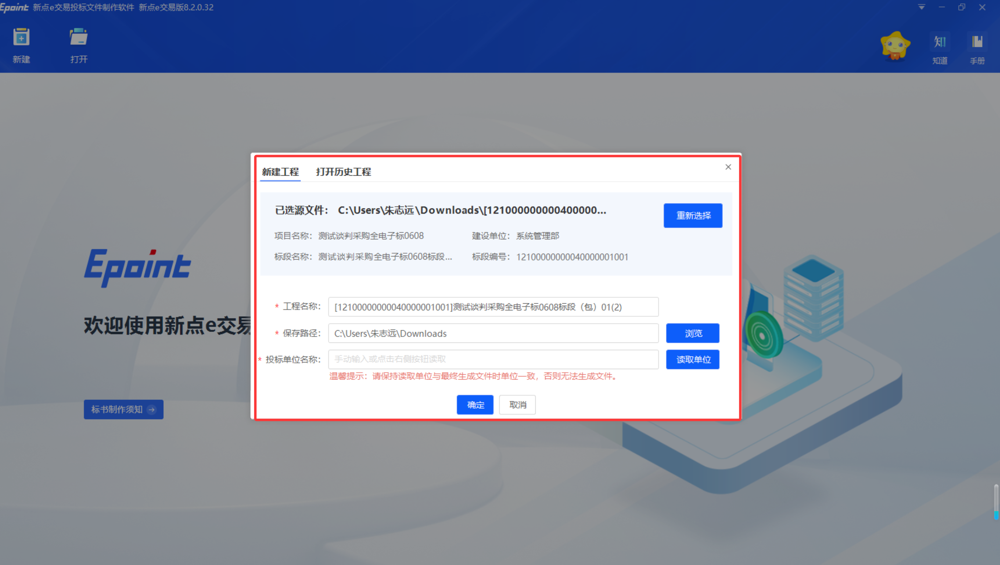 Epoint 新点e交易投标文件制作软件 新点e交易版8.2.0.32
新建
打开
知
知道
手册
Epoint
欢迎使用新点e交易
标书制作须知
新建工程 打开历史工程
已选源文件： C:\Users\朱志远\Downloads\[121000000000400000...
重新选择
项目名称： 测试谈判采购全电子标0608 建设单位： 系统管理部
标段名称： 测试谈判采购全电子标0608标段... 标段编号： 12100000000040000001001
* 工程名称： [12100000000040000001001]测试谈判采购全电子标0608标段（包）01(2)
* 保存路径： C:\Users\朱志远\Downloads 浏览
* 投标单位名称： 手动输入或点击右侧按钮读取 读取单位
温馨提示：请保持读取单位与最终生成文件时单位一致，否则无法生成文件。
确定 取消